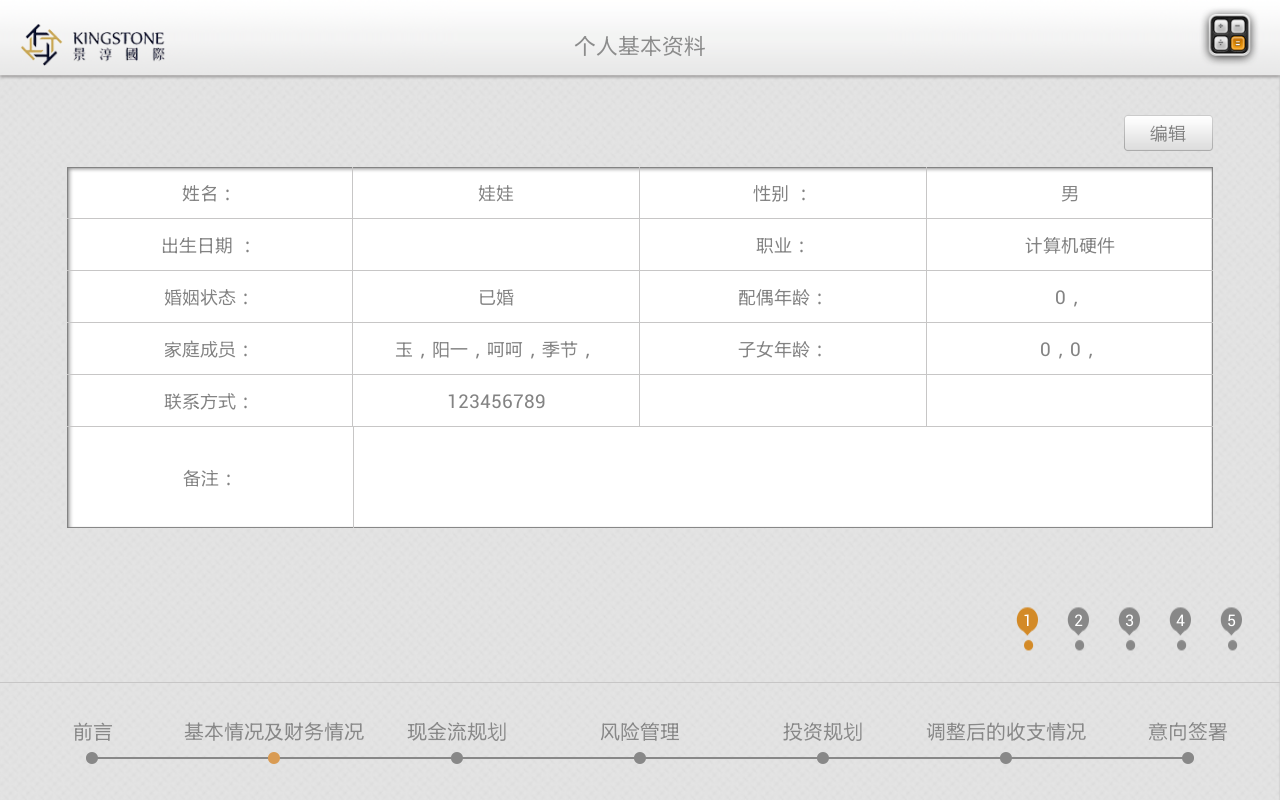 KINGSTONE
景淳國際
个人基本资料
编辑
姓名： 娃娃 性别 ： 男
出生日期 ： 职业： 计算机硬件
婚姻状态： 已婚 配偶年龄： 0，
家庭成员： 玉，阳一，呵呵，季节， 子女年龄： 0，0，
联系方式： 123456789
备注：
1 2 3 4 5
前言 基本情况及财务情况 现金流规划 风险管理 投资规划 调整后的收支情况 意向签署